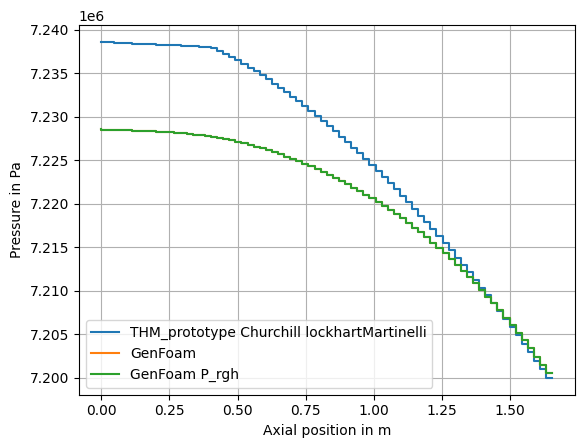 1e6
7.240
7.235
7.230
7.225
7.220
7.215
7.210
7.205
7.200
Pressure in Pa
THM_prototype Churchill lockhartMartinelli
GenFoam
GenFoam P_rgh
0.00 0.25 0.50 0.75 1.00 1.25 1.50
Axial position in m